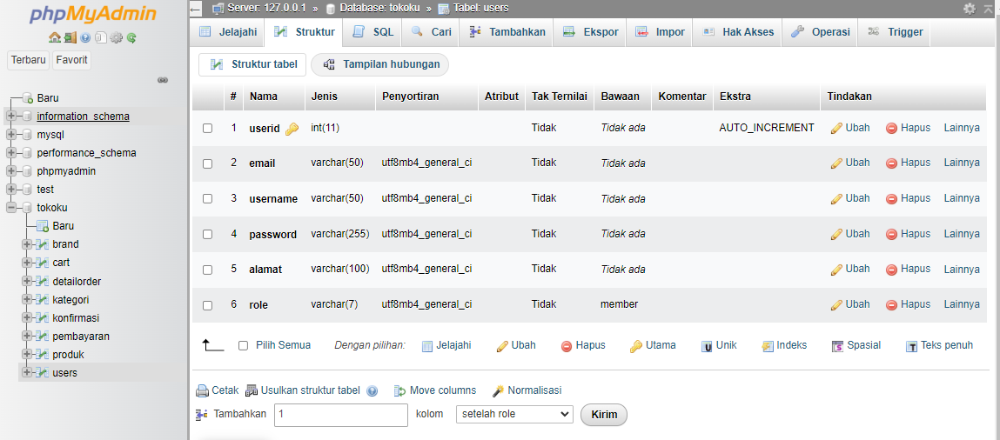 phpMyAdmin
Terbaru Favorit
Baru
information_schema
mysql
performance_schema
phpmyadmin
test
tokoku
Baru
brand
cart
detailorder
kategori
konfirmasi
pembayaran
produk
users
Server: 127.0.0.1 » Database: tokoku » Tabel: users
Jelajahi Struktur SQL Cari Tambahkan Ekspor Impor Hak Akses Operasi Trigger
Struktur tabel Tampilan hubungan
# Nama Jenis Penyortiran Atribut Tak Ternilai Bawaan Komentar Ekstra Tindakan
1 userid int(11) Tidak Tidak ada AUTO_INCREMENT Ubah Hapus Lainnya
2 email varchar(50) utf8mb4_general_ci Tidak Tidak ada Ubah Hapus Lainnya
3 username varchar(50) utf8mb4_general_ci Tidak Tidak ada Ubah Hapus Lainnya
4 password varchar(255) utf8mb4_general_ci Tidak Tidak ada Ubah Hapus Lainnya
5 alamat varchar(100) utf8mb4_general_ci Tidak Tidak ada Ubah Hapus Lainnya
6 role varchar(7) utf8mb4_general_ci Tidak member Ubah Hapus Lainnya
Pilih Semua Dengan pilihan: Jelajahi Ubah Hapus Utama Unik Indeks Spasial Teks penuh
Cetak Usulkan struktur tabel Move columns Normalisasi
Tambahkan 1 kolom setelah role Kirim